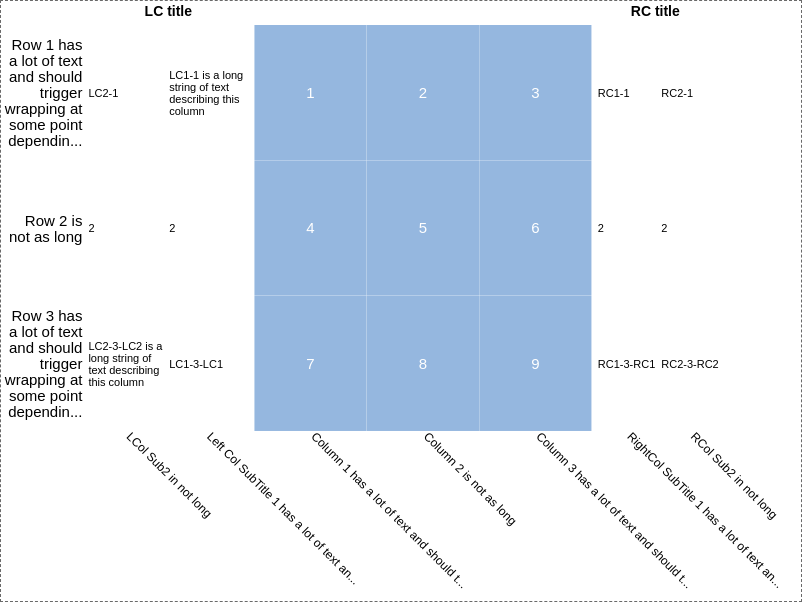 LC title
RC title
Row 1 has
a lot of text
and should
trigger
wrapping at
some point
dependin...
LC2-1
LC1-1 is a long
string of text
describing this
column
1
2
3
RC1-1
RC2-1
Row 2 is
not as long
2
2
4
5
6
2
2
Row 3 has
a lot of text
and should
trigger
wrapping at
some point
dependin...
LC2-3-LC2 is a
long string of
text describing
this column
LC1-3-LC1
7
8
9
RC1-3-RC1
RC2-3-RC2
LCol Sub2 in not long
Left Col SubTitle 1 has a lot of text an...
Column 1 has a lot of text and should t...
Column 2 is not as long
Column 3 has a lot of text and should t...
RightCol SubTitle 1 has a lot of text an...
RCol Sub2 in not long